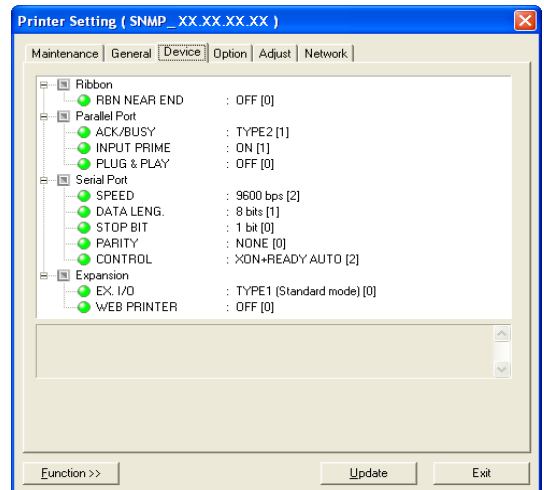 Printer Setting ( SNMP_ XX.XX.XX.XX )
Maintenance General Device Option Adjust Network
Ribbon
RBN NEAR END : OFF [0]
Parallel Port
ACK/BUSY : TYPE2 [1]
INPUT PRIME : ON [1]
PLUG & PLAY : OFF [0]
Serial Port
SPEED : 9600 bps [2]
DATA LENG. : 8 bits [1]
STOP BIT : 1 bit [0]
PARITY : NONE [0]
CONTROL : XON+READY AUTO [2]
Expansion
EX. I/O : TYPE1 (Standard mode) [0]
WEB PRINTER : OFF [0]
Function >> Update Exit